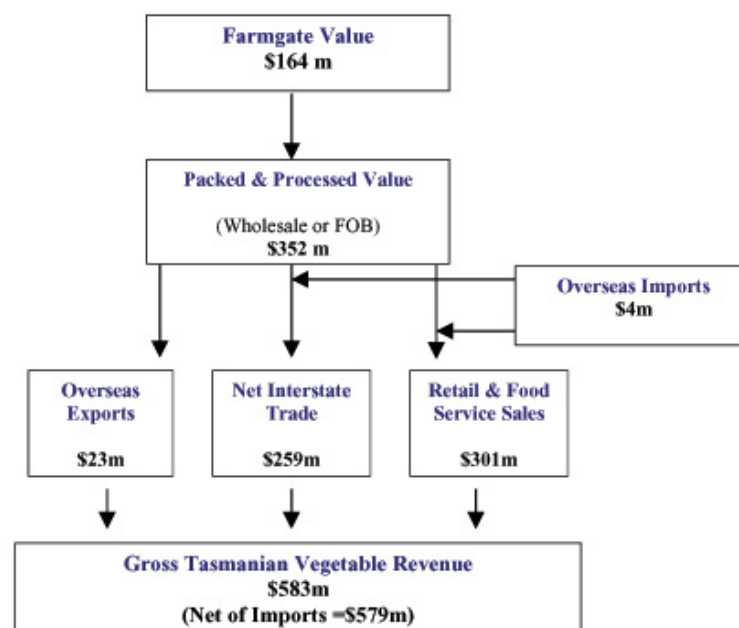 Farmgate Value
$164 m
Packed & Processed Value
(Wholesale or FOB)
$352 m
Overseas Imports
$4m
Overseas
Exports
$23m
Net Interstate
Trade
$259m
Retail & Food
Service Sales
$301m
Gross Tasmanian Vegetable Revenue
$583m
(Net of Imports =$579m)